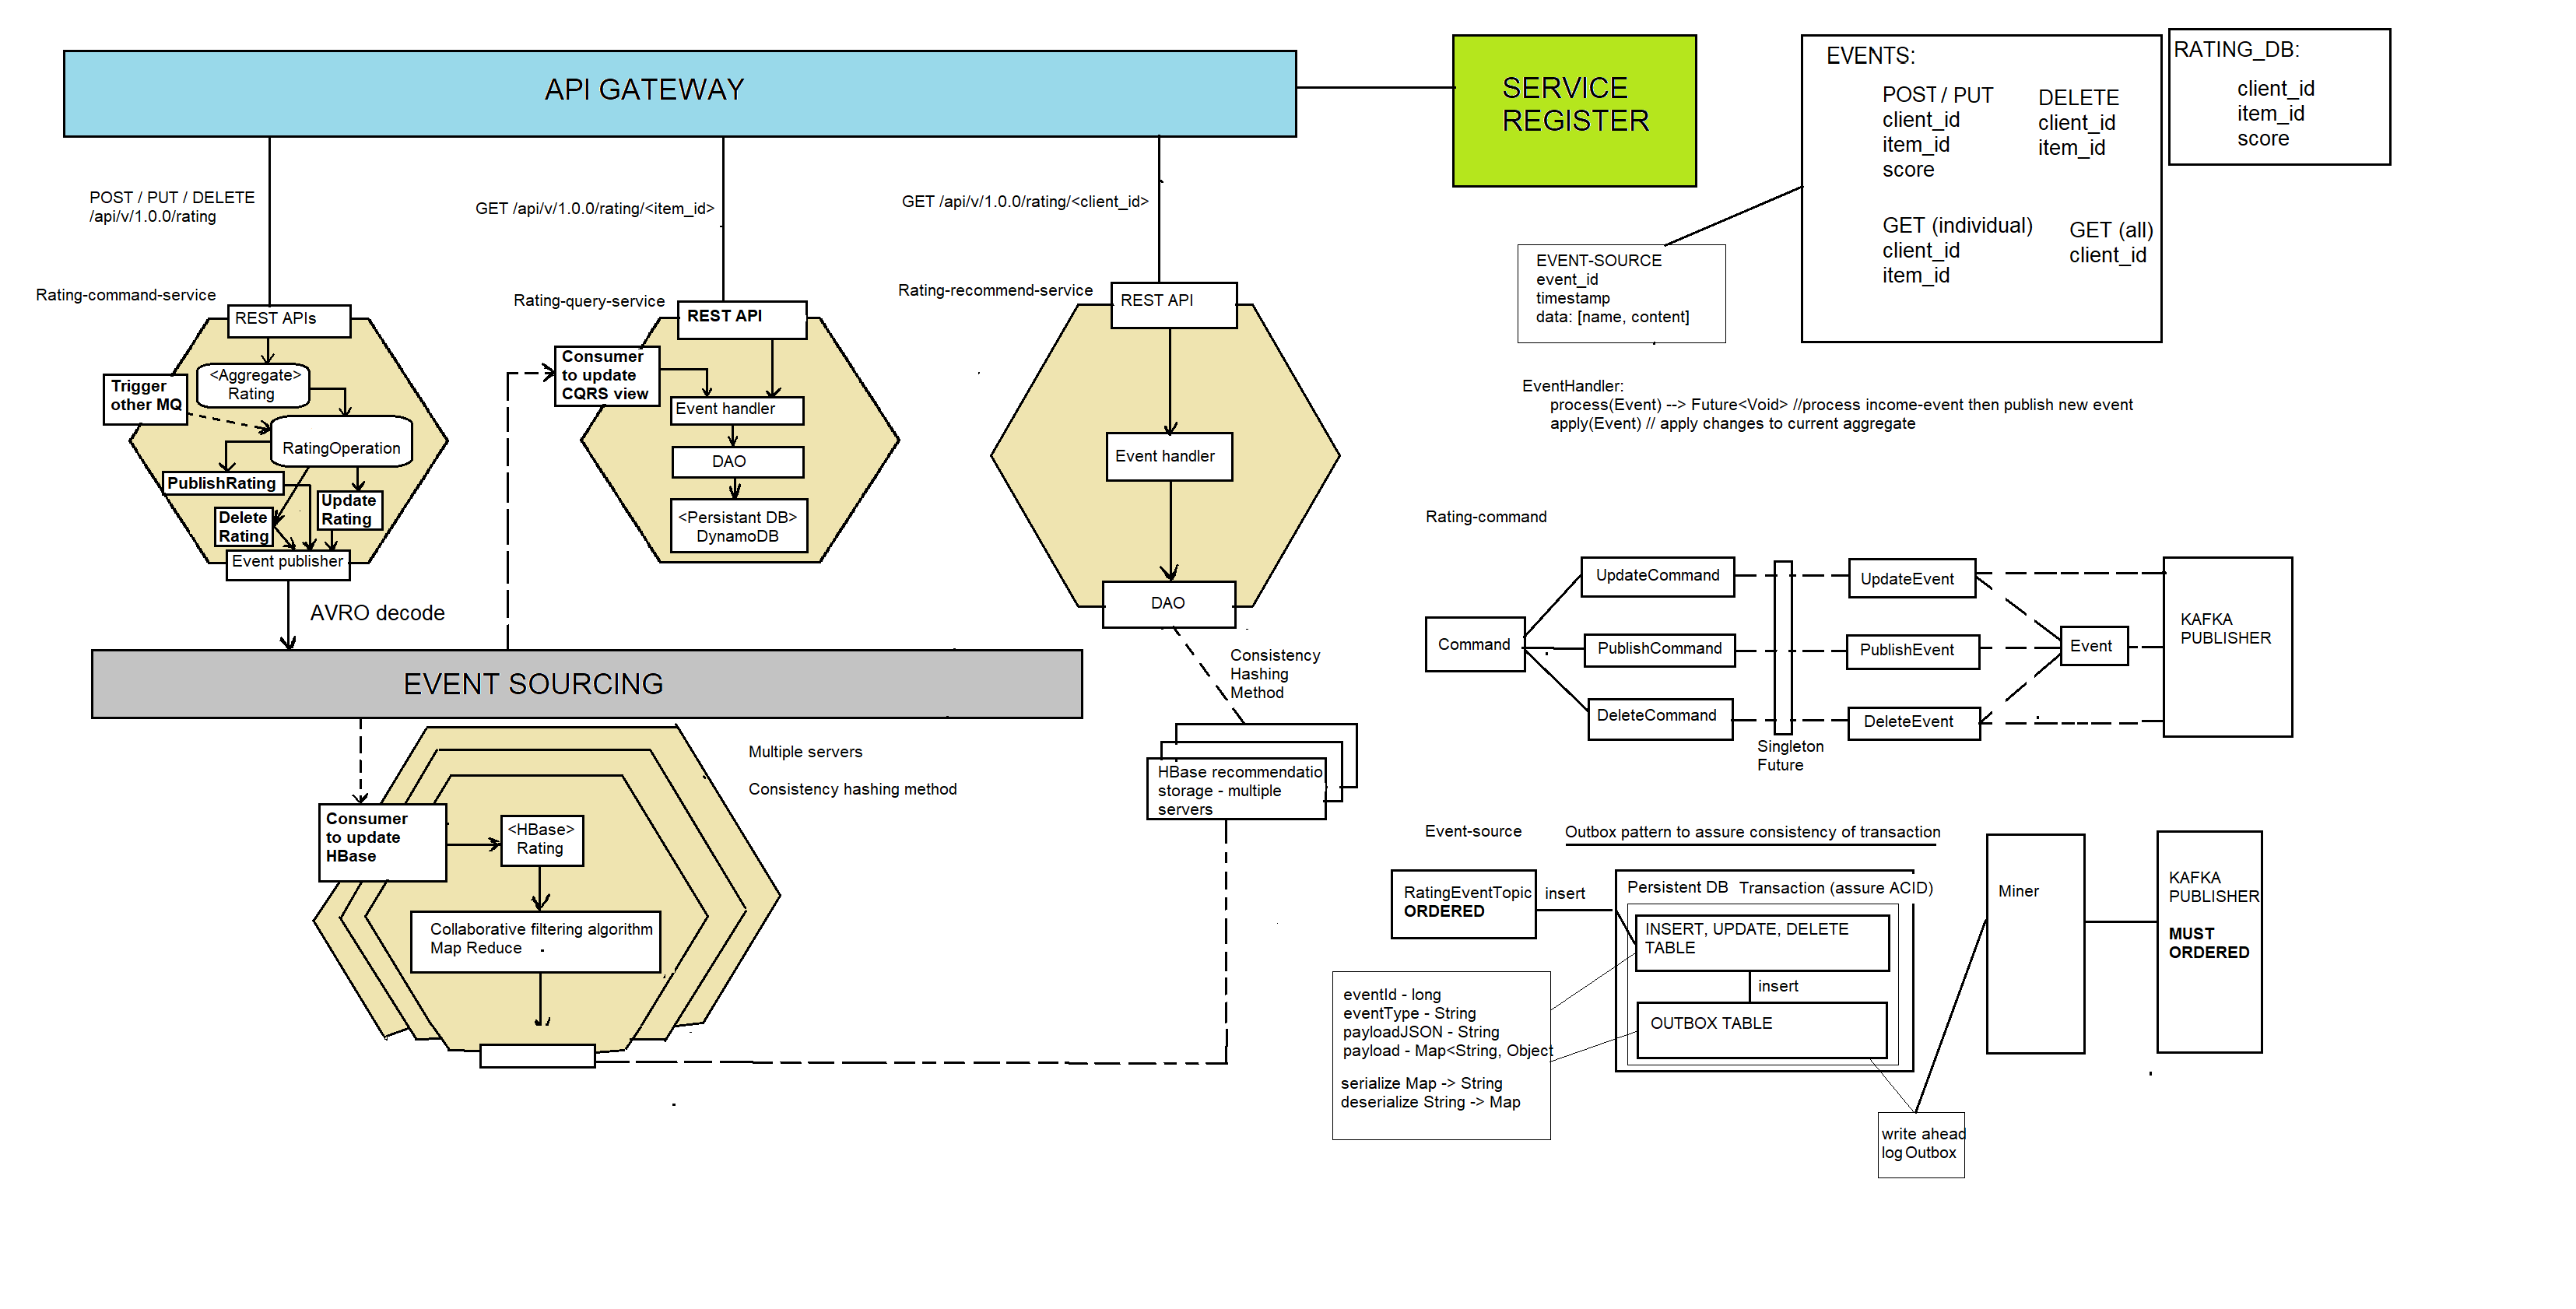 API GATEWAY
SERVICE
REGISTER
EVENTS:
POST / PUT
client_id
item_id
score
DELETE
client_id
item_id
GET (individual)
client_id
item_id
GET (all)
client_id
RATING_DB:
client_id
item_id
score
POST / PUT / DELETE
/api/v/1.0.0/rating
GET /api/v/1.0.0/rating/<item_id>
GET /api/v/1.0.0/rating/<client_id>
EVENT-SOURCE
event_id
timestamp
data: [name, content]
Rating-command-service
REST APIs
<Aggregate>
Rating
Trigger
other MQ
RatingOperation
PublishRating
Update
Rating
Delete
Rating
Event publisher
AVRO decode
Rating-query-service
REST API
Consumer
to update
CQRS view
Event handler
DAO
<Persistant DB>
DynamoDB
Rating-recommend-service
REST API
Event handler
DAO
Consistency
Hashing
Method
EventHandler:
process(Event) --> Future<Void> //process income-event then publish new event
apply(Event) // apply changes to current aggregate
Rating-command
Command
UpdateCommand
PublishCommand
DeleteCommand
Singleton
Future
UpdateEvent
PublishEvent
DeleteEvent
Event
KAFKA
PUBLISHER
EVENT SOURCING
Multiple servers
Consistency hashing method
Consumer
to update
HBase
<HBase>
Rating
Collaborative filtering algorithm
Map Reduce
HBase recommendatio
storage - multiple
servers
Event-source
Outbox pattern to assure consistency of transaction
RatingEventTopic
ORDERED
insert
Persistent DB
Transaction (assure ACID)
INSERT, UPDATE, DELETE
TABLE
insert
OUTBOX TABLE
eventId - long
eventType - String
payloadJSON - String
payload - Map<String, Object
serialize Map -> String
deserialize String -> Map
write ahead
log Outbox
Miner
KAFKA
PUBLISHER
MUST
ORDERED